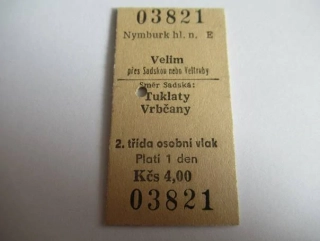 03821
Nymburk hl. n. E
Velim
přes Sadskou nebo Veltruby
Směr Sadská:
Tuklaty
Vrbčany
2. třída osobní vlak
Platí 1 den
Kčs 4,00
03821